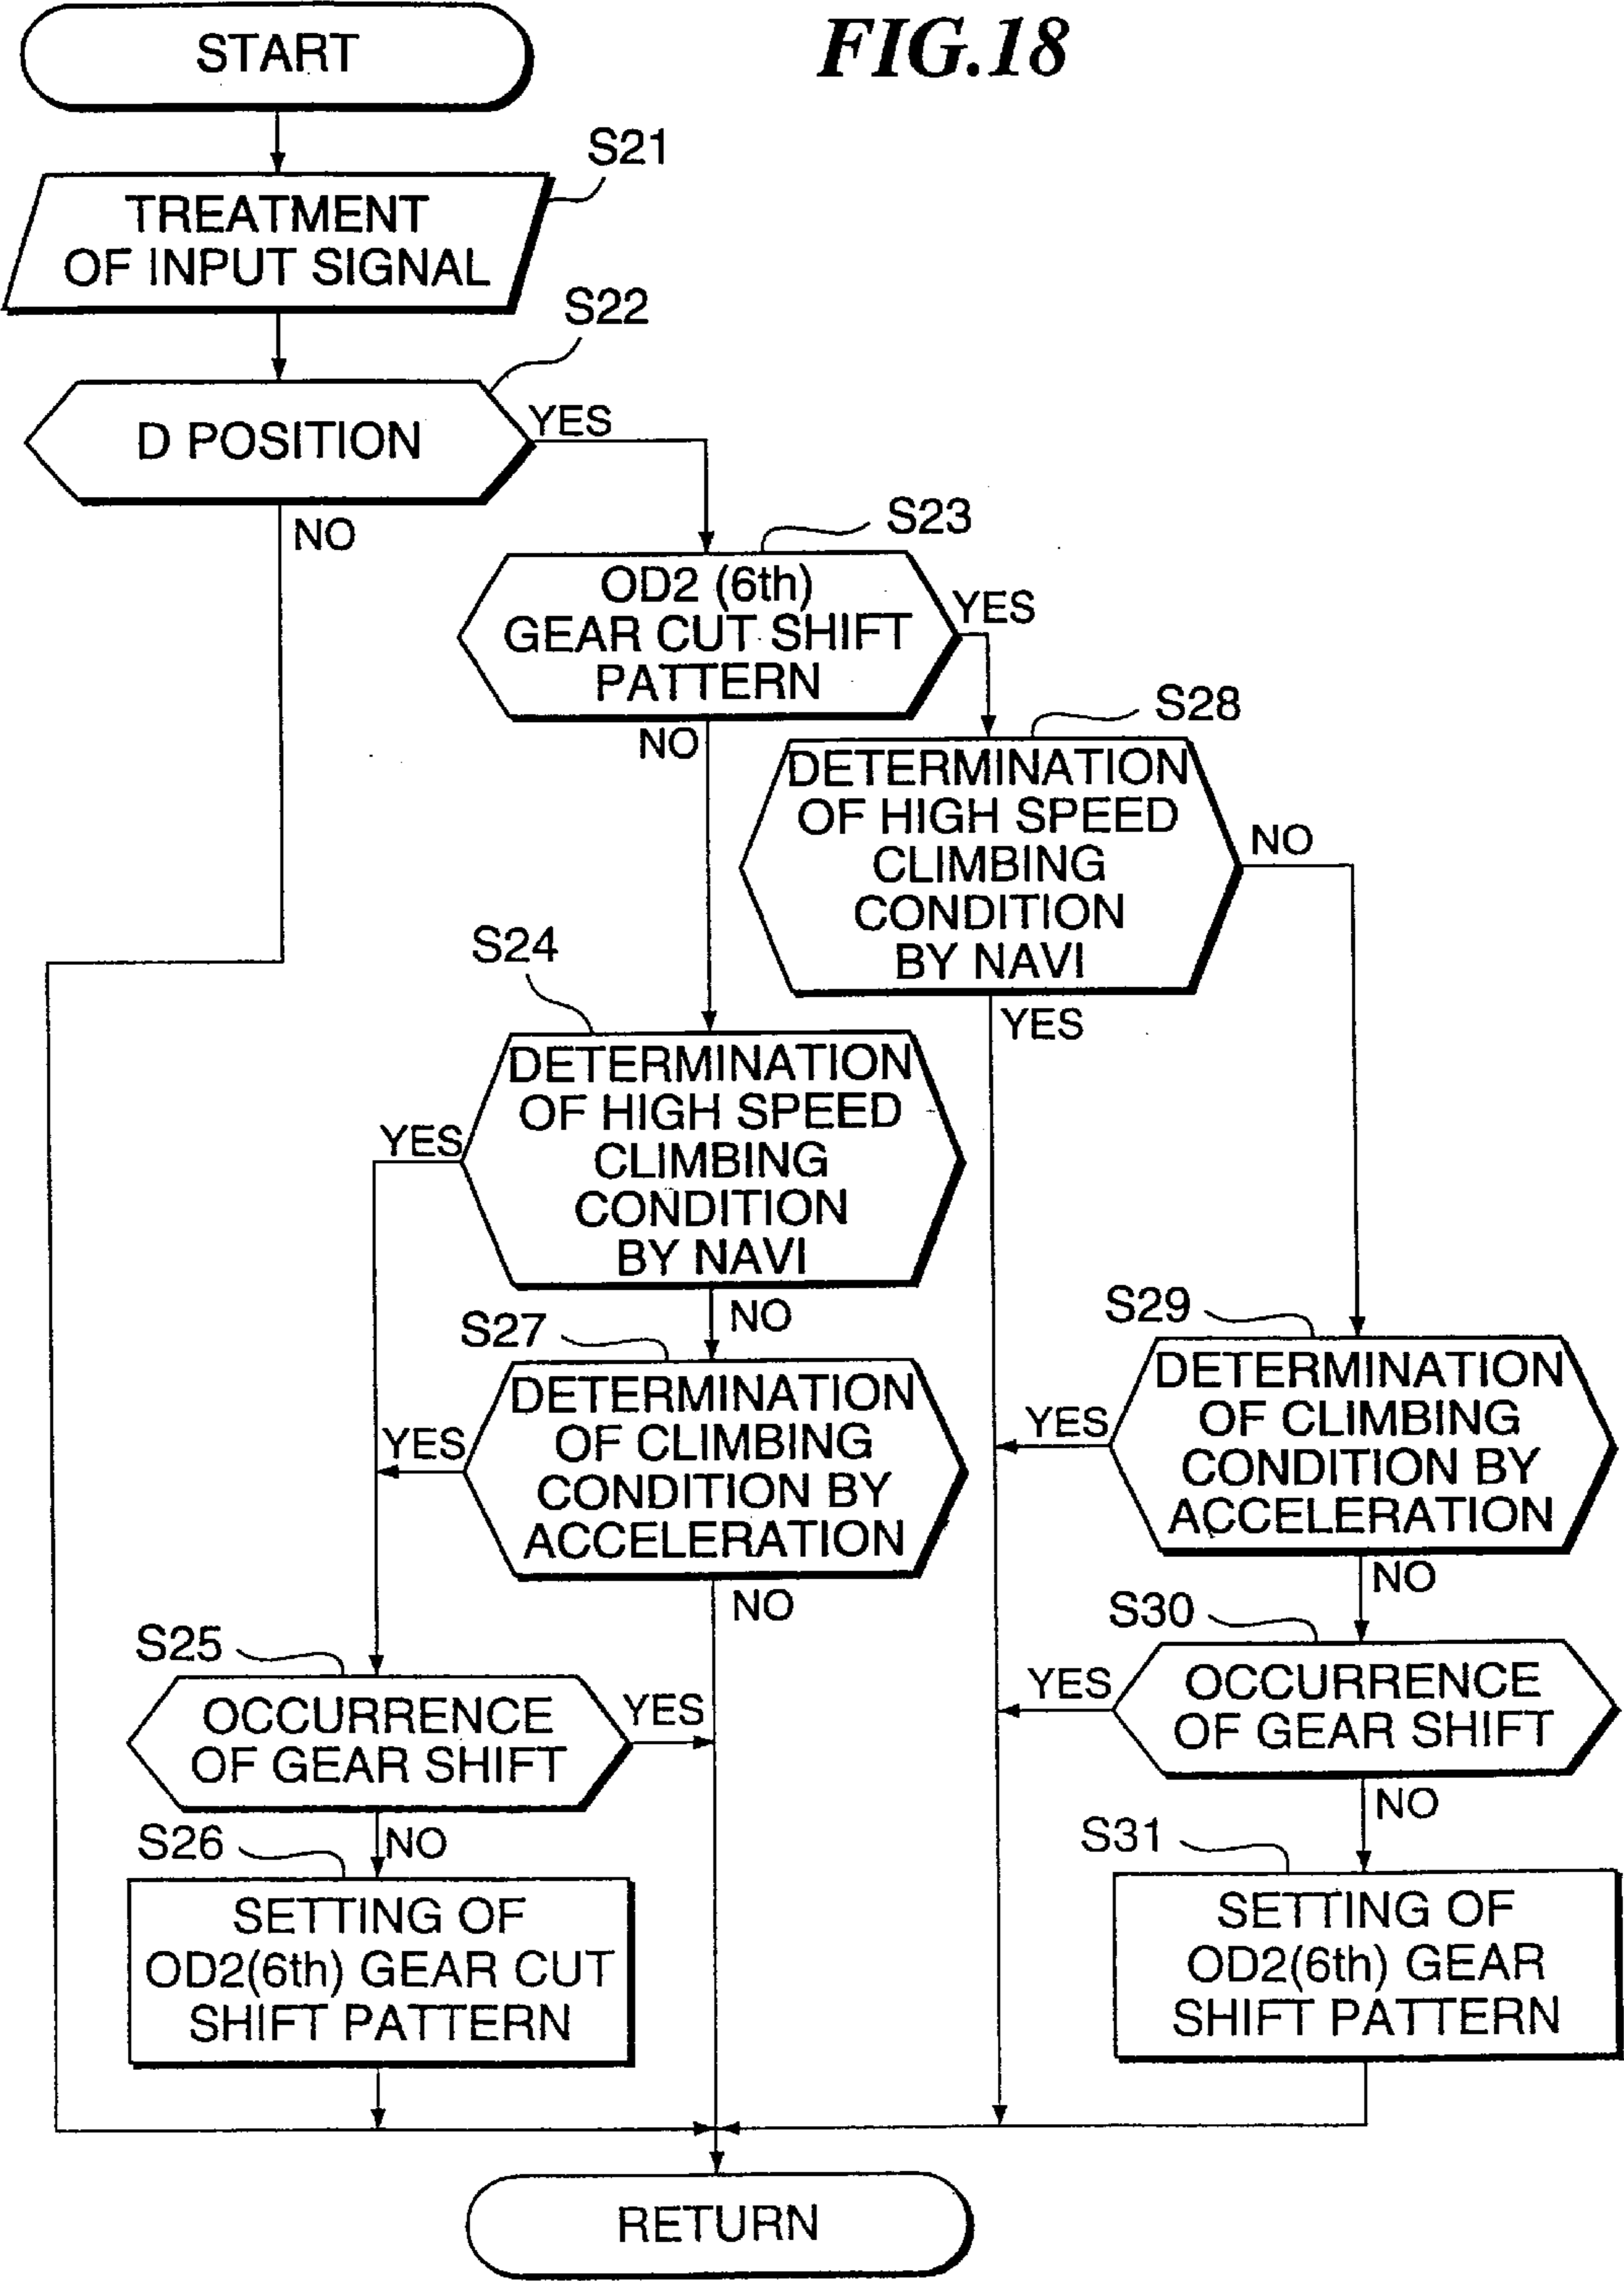 FIG.18
START
S21
TREATMENT
OF INPUT SIGNAL
S22
D POSITION
YES
NO
S23
OD2 (6th)
GEAR CUT SHIFT
PATTERN
YES
NO
S28
DETERMINATION
OF HIGH SPEED
CLIMBING
CONDITION
BY NAVI
NO
YES
S24
DETERMINATION
OF HIGH SPEED
CLIMBING
CONDITION
BY NAVI
YES
NO
S27
DETERMINATION
OF CLIMBING
CONDITION BY
ACCELERATION
YES
NO
S29
DETERMINATION
OF CLIMBING
CONDITION BY
ACCELERATION
YES
NO
S25
OCCURRENCE
OF GEAR SHIFT
YES
NO
S30
OCCURRENCE
OF GEAR SHIFT
YES
NO
S26
SETTING OF
OD2(6th) GEAR CUT
SHIFT PATTERN
S31
SETTING OF
OD2(6th) GEAR
SHIFT PATTERN
RETURN